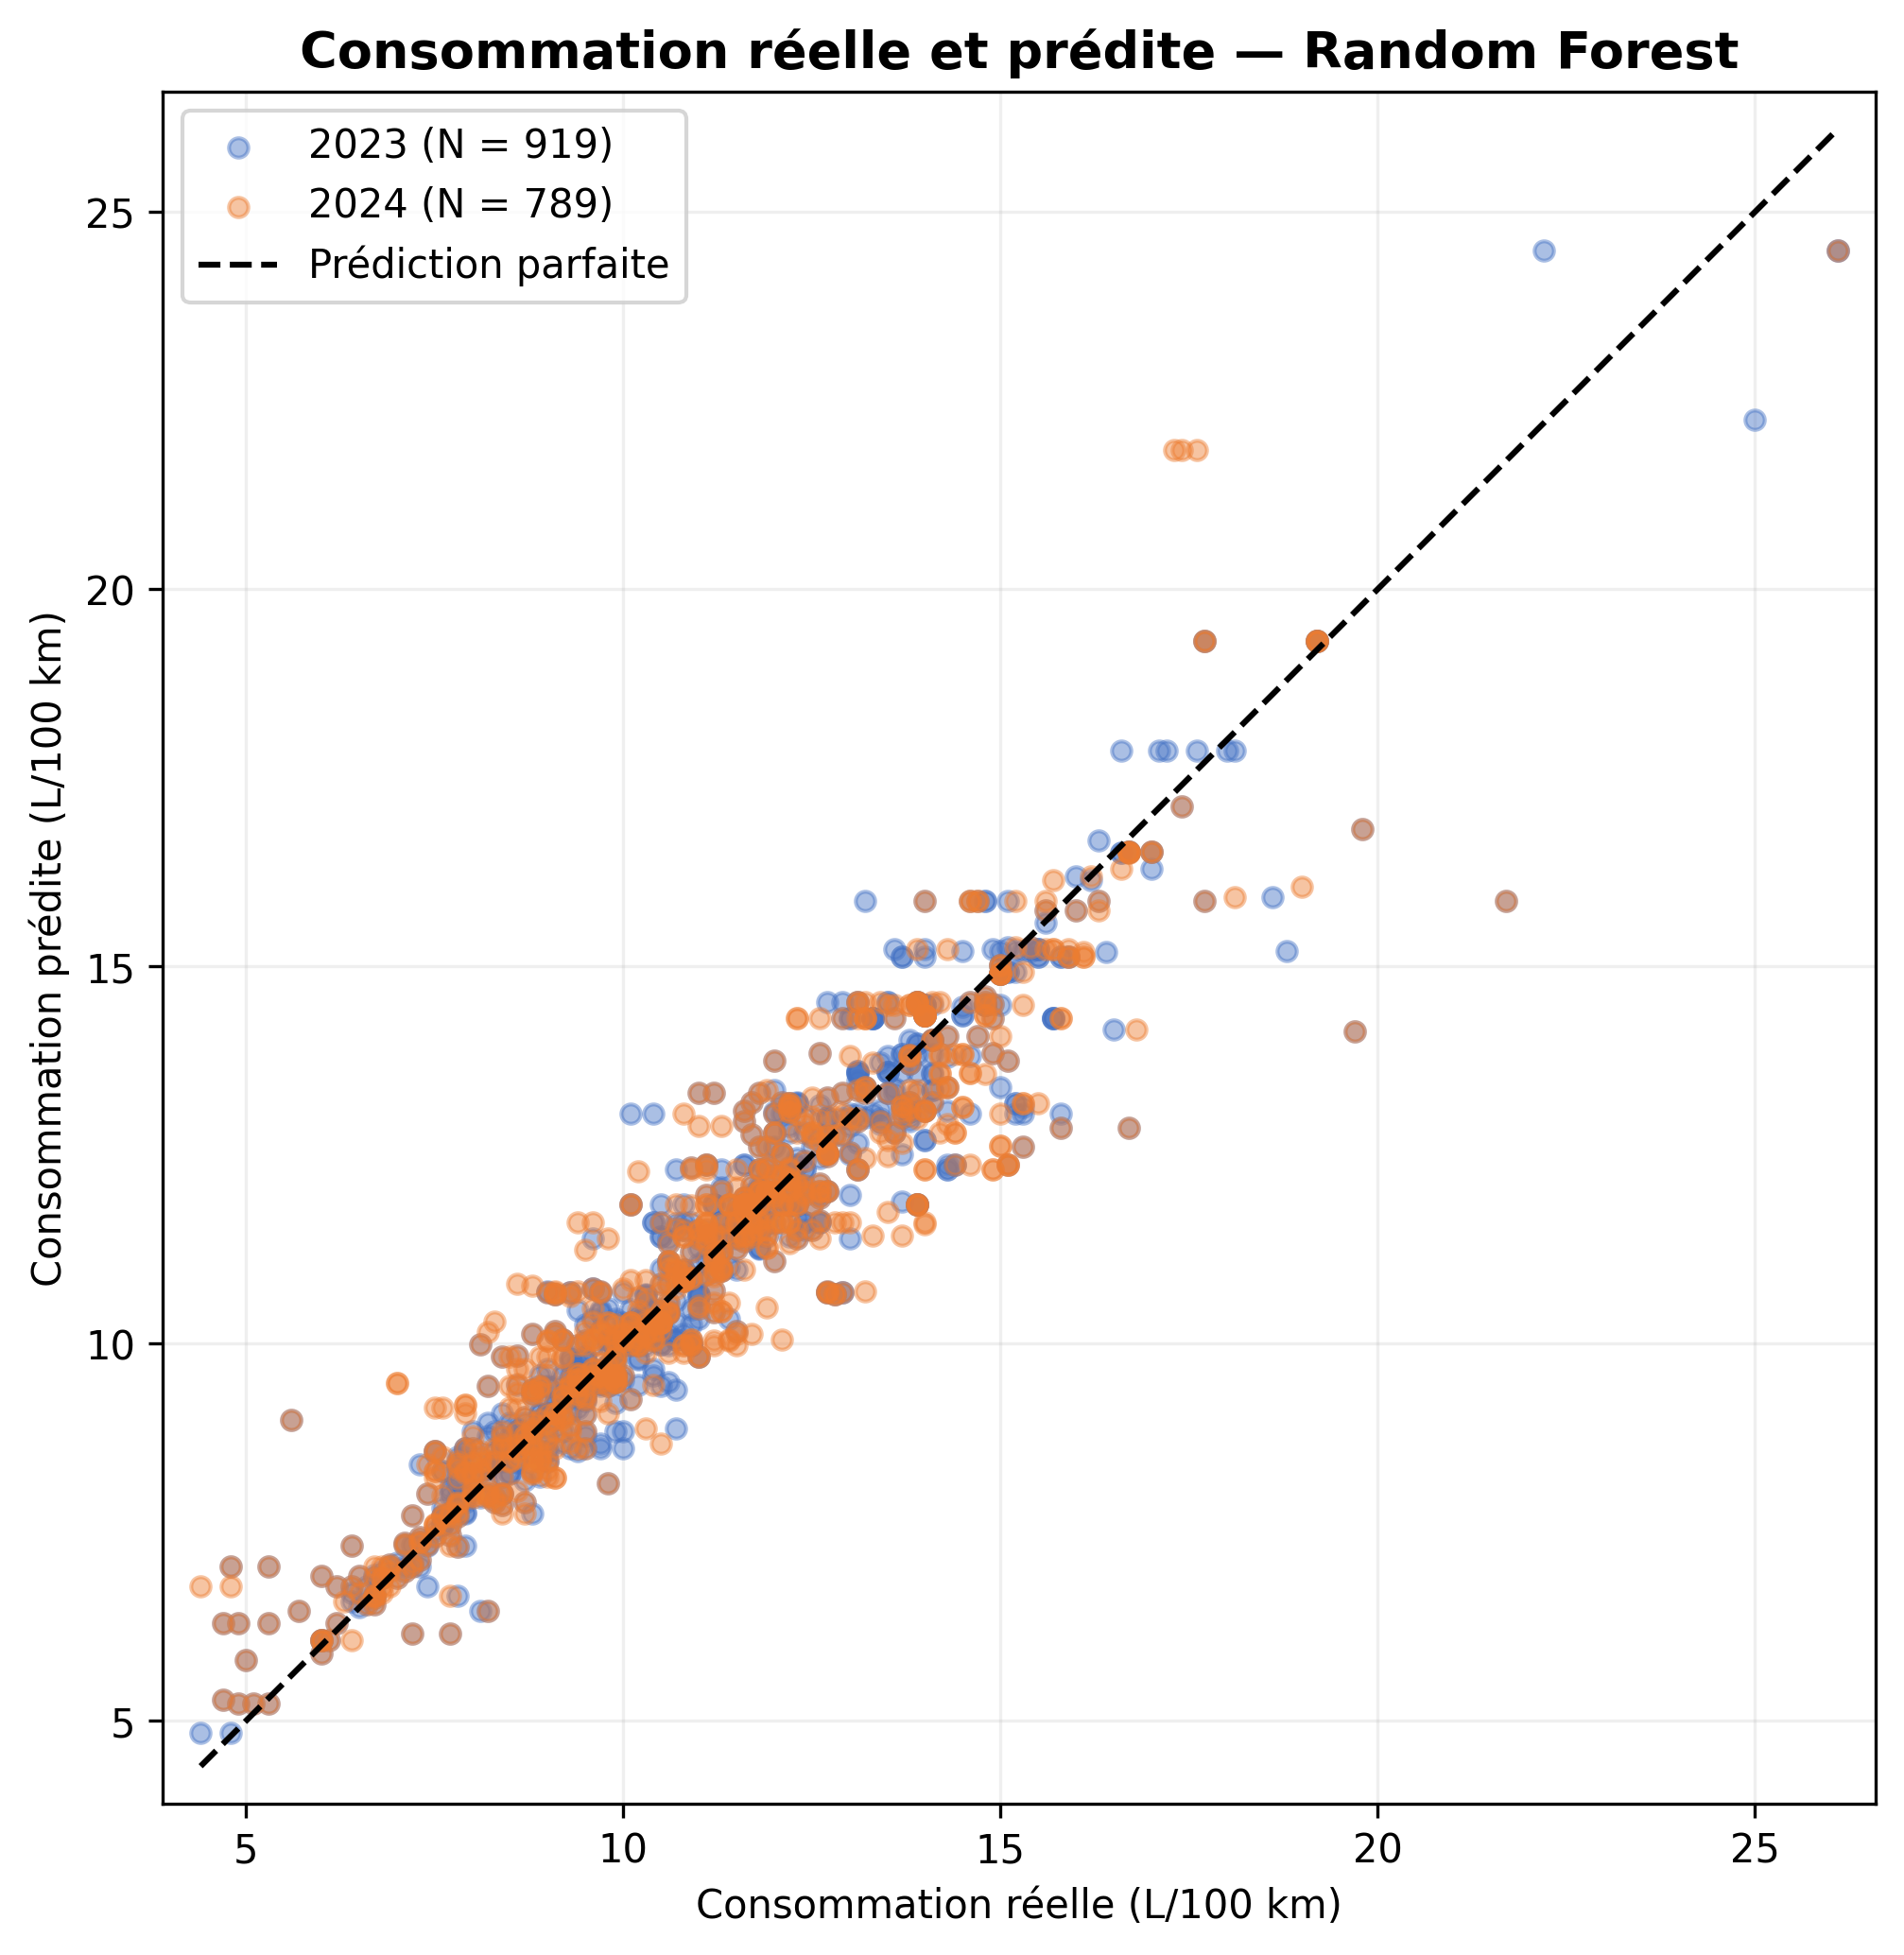 Consommation réelle et prédite — Random Forest
2023 (N = 919)
2024 (N = 789)
Prédiction parfaite
Consommation prédite (L/100 km)
25
20
15
10
5
5 10 15 20 25
Consommation réelle (L/100 km)